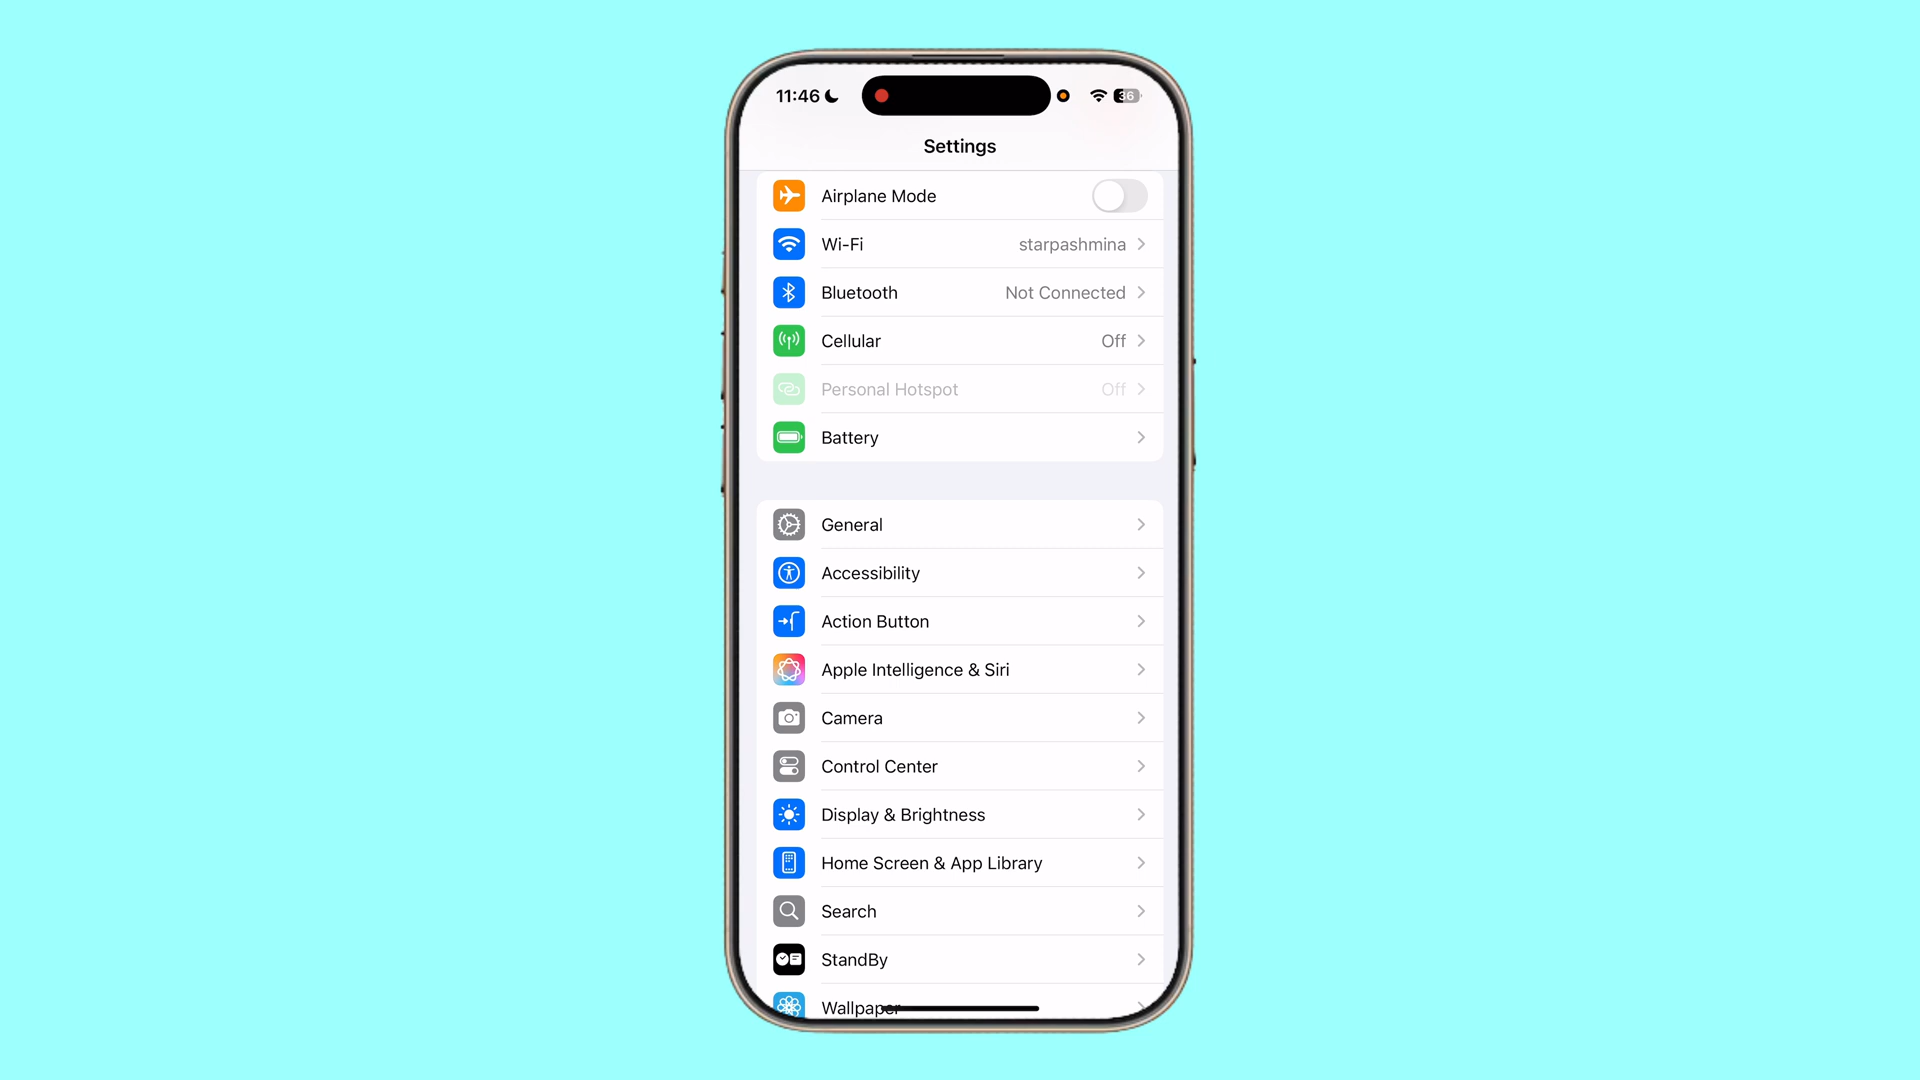 11:46
36
Settings
Airplane Mode
Wi-Fi starpashmina
Bluetooth Not Connected
Cellular Off
Personal Hotspot Off
Battery
General
Accessibility
Action Button
Apple Intelligence & Siri
Camera
Control Center
Display & Brightness
Home Screen & App Library
Search
StandBy
Wallpaper